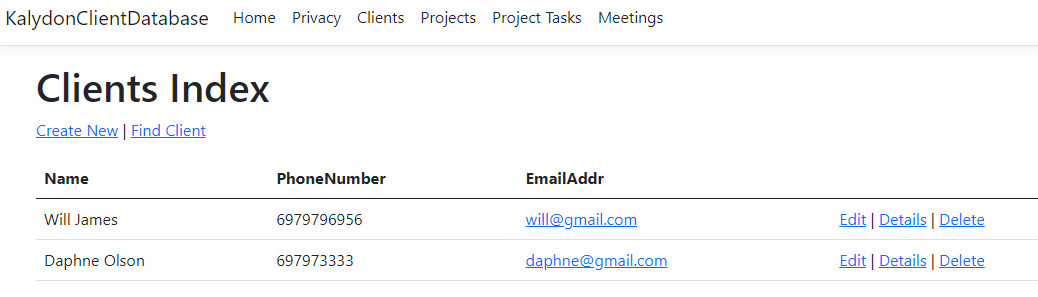 KalydonClientDatabase Home Privacy Clients Projects Project Tasks Meetings
Clients Index
Create New | Find Client
Name PhoneNumber EmailAddr
Will James 6979796956 will@gmail.com Edit | Details | Delete
Daphne Olson 697973333 daphne@gmail.com Edit | Details | Delete